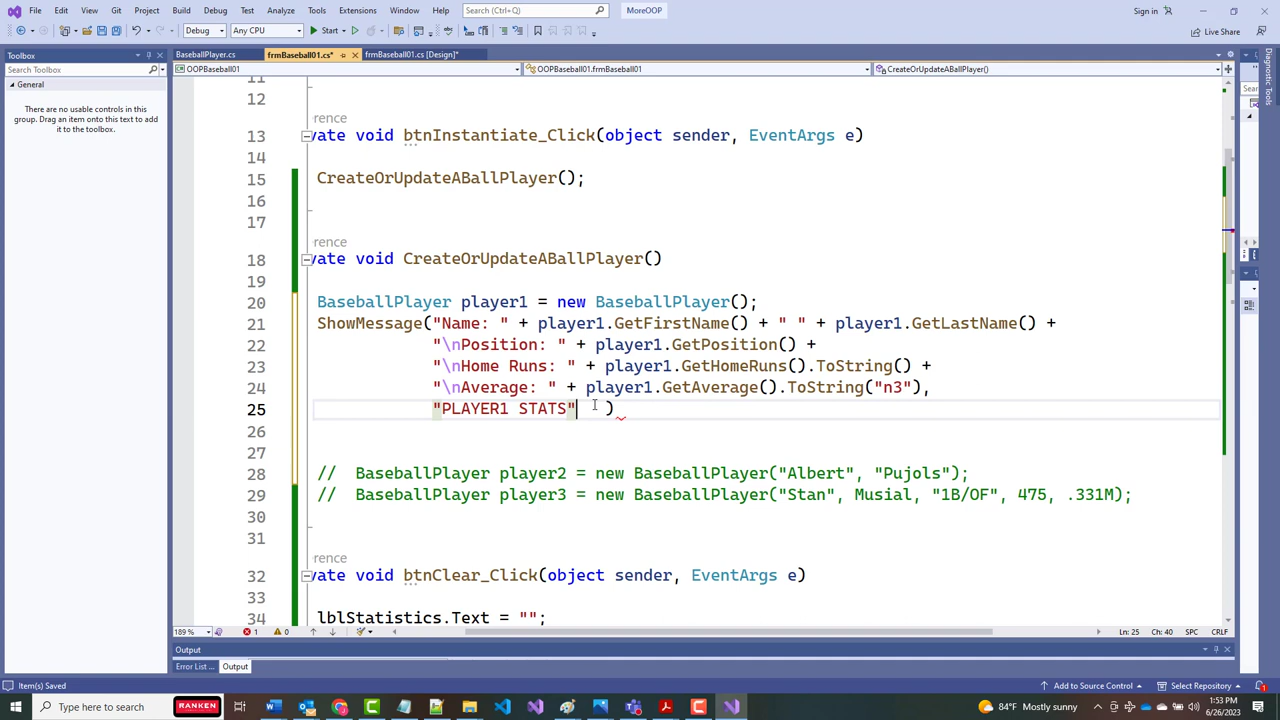 File Edit View Git Project Build Debug Test Analyze Tools Extensions Window Help Search (Ctrl+Q) MoreOOP Sign in
Debug Any CPU Start Live Share
Toolbox
Search Toolbox
General
There are no usable controls in this
group. Drag an item onto this text to add
it to the toolbox.
BaseballPlayer.cs frmBaseball01.cs* frmBaseball01.cs [Design]*
OOPBaseball01 OOPBaseball01.frmBaseball01 CreateOrUpdateABallPlayer()
11
12
erence
13 vate void btnInstantiate_Click(object sender, EventArgs e)
14
15 CreateOrUpdateABallPlayer();
16
17
erence
18 vate void CreateOrUpdateABallPlayer()
19
20 BaseballPlayer player1 = new BaseballPlayer();
21 ShowMessage("Name: " + player1.GetFirstName() + " " + player1.GetLastName() +
22 "\nPosition: " + player1.GetPosition() +
23 "\nHome Runs: " + player1.GetHomeRuns().ToString() +
24 "\nAverage: " + player1.GetAverage().ToString("n3"),
25 "PLAYER1 STATS" )
26
27
28 // BaseballPlayer player2 = new BaseballPlayer("Albert", "Pujols");
29 // BaseballPlayer player3 = new BaseballPlayer("Stan", Musial, "1B/OF", 475, .331M);
30
31
erence
32 vate void btnClear_Click(object sender, EventArgs e)
33
34 lblStatistics.Text = "";
189 % 1 0 Ln: 25 Ch: 40 SPC CRLF
Output
Error List ... Output
Item(s) Saved Add to Source Control Select Repository 1
Diagnostic Tools
Sear
Type here to search RANKEN 84°F Mostly sunny 1:53 PM
6/26/2023